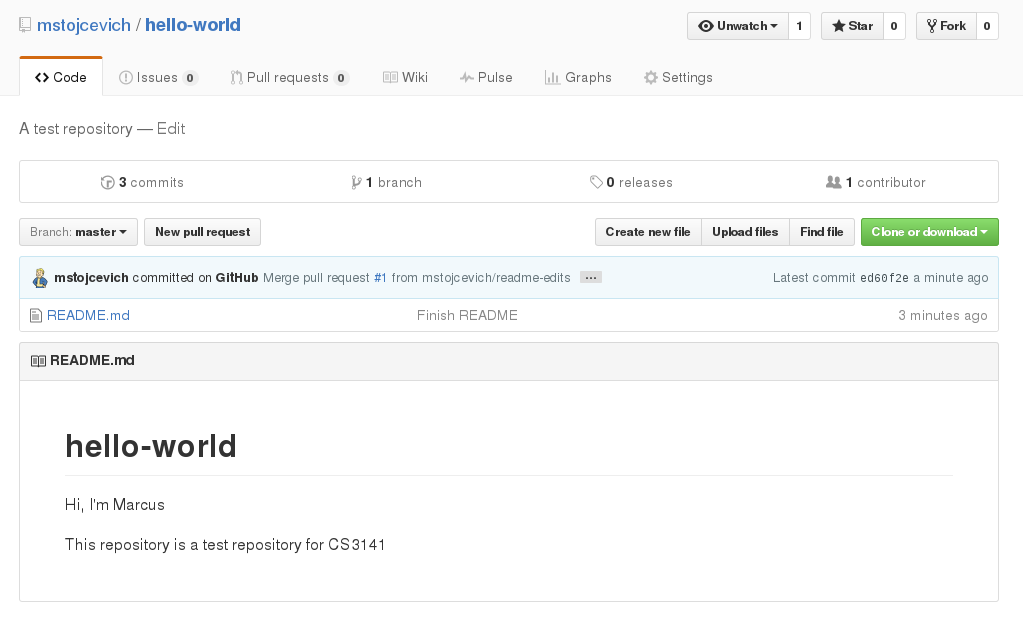 mstojcevich / hello-world Unwatch 1 Star 0 Fork 0
Code Issues 0 Pull requests 0 Wiki Pulse Graphs Settings
A test repository — Edit
3 commits 1 branch 0 releases 1 contributor
Branch: master New pull request Create new file Upload files Find file Clone or download
mstojcevich committed on GitHub Merge pull request #1 from mstojcevich/readme-edits ... Latest commit ed60f2e a minute ago
README.md Finish README 3 minutes ago
README.md
hello-world
Hi, I'm Marcus
This repository is a test repository for CS3141